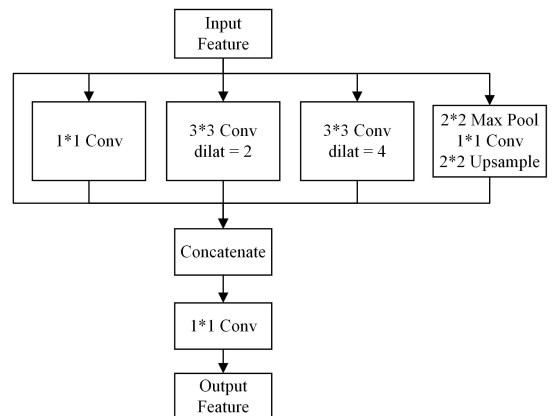 Input
Feature
1*1 Conv
3*3 Conv
dilat = 2
3*3 Conv
dilat = 4
2*2 Max Pool
1*1 Conv
2*2 Upsample
Concatenate
1*1 Conv
Output
Feature